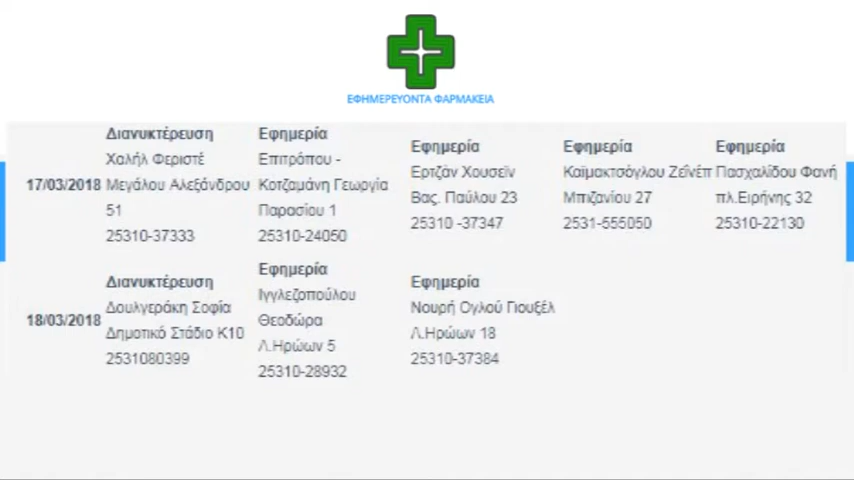 ΕΦΗΜΕΡΕΥΟΝΤΑ ΦΑΡΜΑΚΕΙΑ
17/03/2018
Διανυκτέρευση
Χαλήλ Φεριστέ
Μεγάλου Αλεξάνδρου
51
25310-37333
Εφημερία
Επιτρόπου -
Κοτζαμάνη Γεωργία
Παρασίου 1
25310-24050
Εφημερία
Ερτζάν Χουσεϊν
Βας. Παύλου 23
25310 -37347
Εφημερία
Καϊμακτσόγλου Ζεϊνέπ
Μπιζανίου 27
2531-555050
Εφημερία
Πασχαλίδου Φανή
πλ.Ειρήνης 32
25310-22130
18/03/2018
Διανυκτέρευση
Δουλγεράκη Σοφία
Δημοτικό Στάδιο Κ10
2531080399
Εφημερία
Ιγγλεζοπούλου
Θεοδώρα
Λ.Ηρώων 5
25310-28932
Εφημερία
Νουρή Ογλού Γιουξέλ
Λ.Ηρώων 18
25310-37384